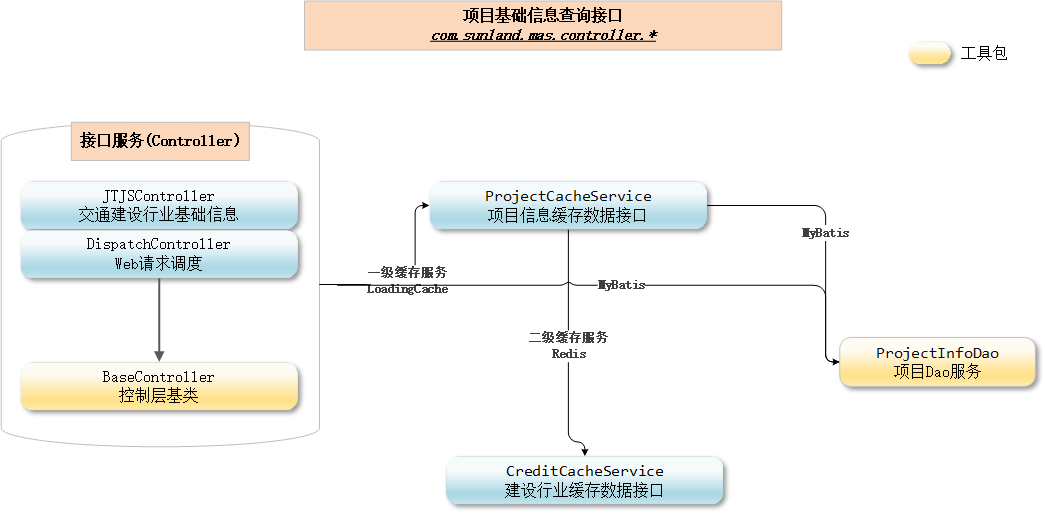 项目基础信息查询接口
com.sunland.mas.controller.*
工具包
接口服务(Controller)
JTJSController
交通建设行业基础信息
DispatchController
Web请求调度
BaseController
控制层基类
一级缓存服务
LoadingCache
ProjectCacheService
项目信息缓存数据接口
MyBatis
MyBatis
二级缓存服务
Redis
ProjectInfoDao
项目Dao服务
CreditCacheService
建设行业缓存数据接口